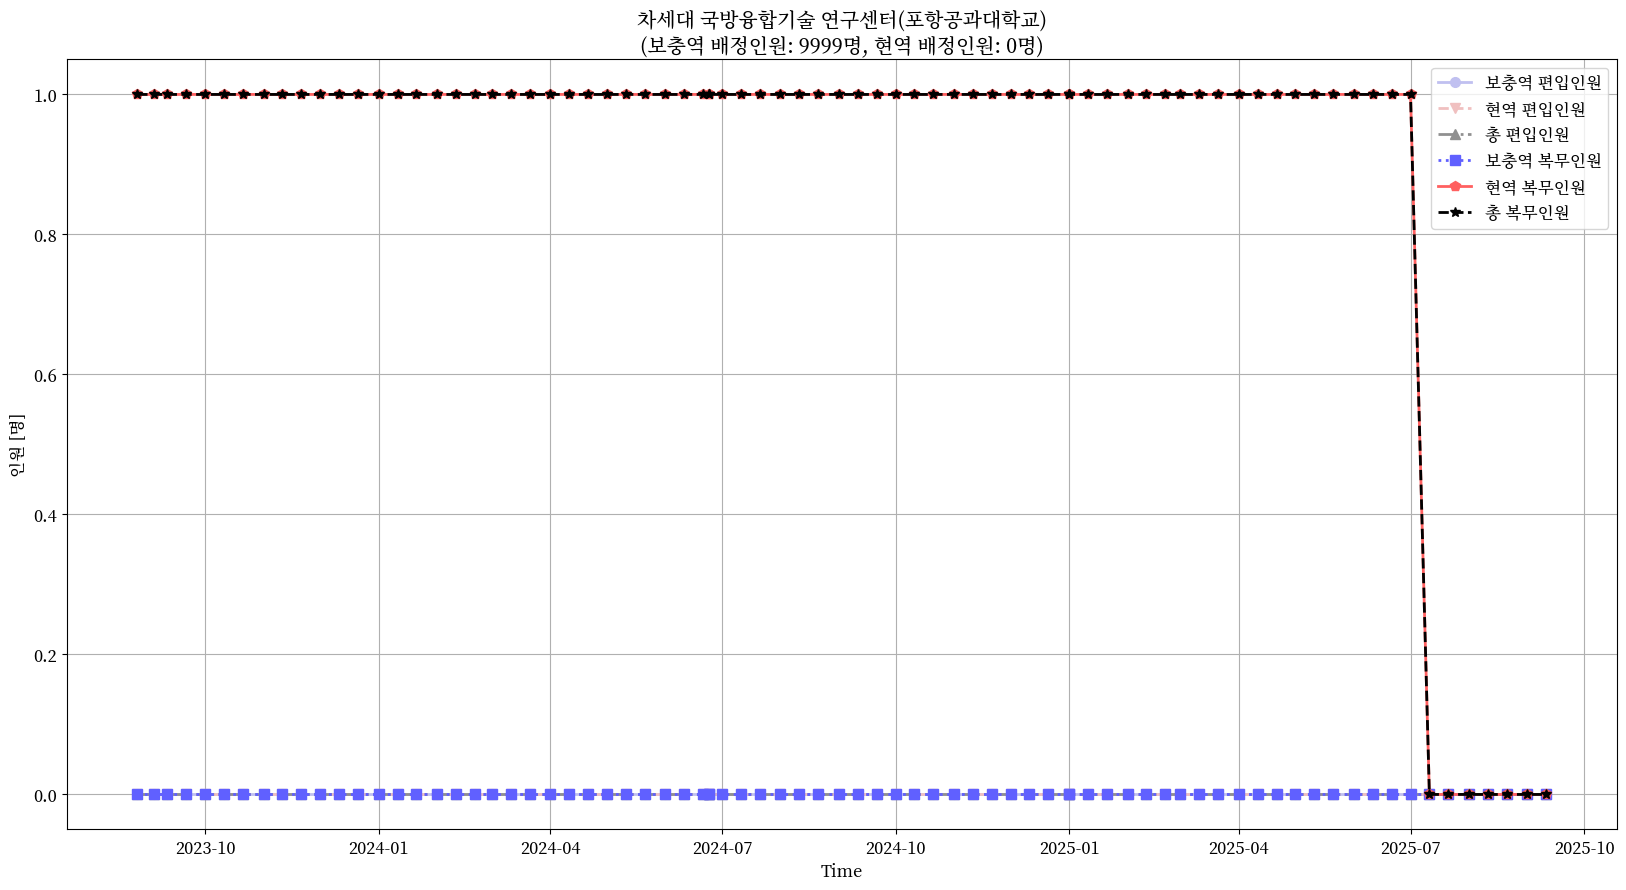 차세대 국방융합기술 연구센터(포항공과대학교)
(보충역 배정인원: 9999명, 현역 배정인원: 0명)
보충역 편입인원
현역 편입인원
총 편입인원
보충역 복무인원
현역 복무인원
총 복무인원
인원 [명]
1.0
0.8
0.6
0.4
0.2
0.0
2023-10
2024-01
2024-04
2024-07
2024-10
2025-01
2025-04
2025-07
2025-10
Time